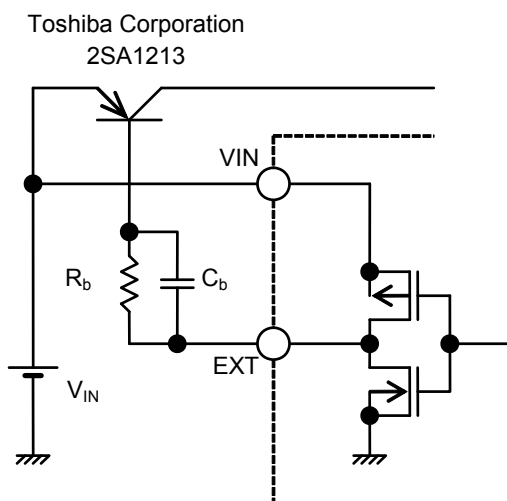 Toshiba Corporation
2SA1213
VIN
Rb
Cb
EXT
VIN